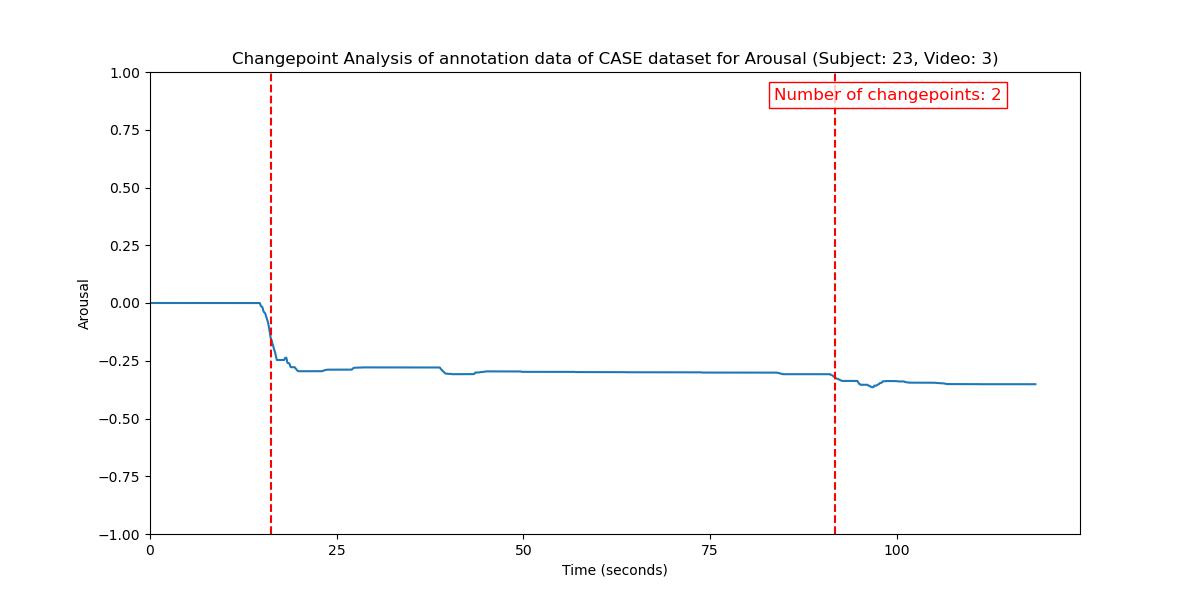 Changepoint Analysis of annotation data of CASE dataset for Arousal (Subject: 23, Video: 3)
Number of changepoints: 2
1.00
0.75
0.50
0.25
0.00
−0.25
−0.50
−0.75
−1.00
Arousal
0 25 50 75 100
Time (seconds)